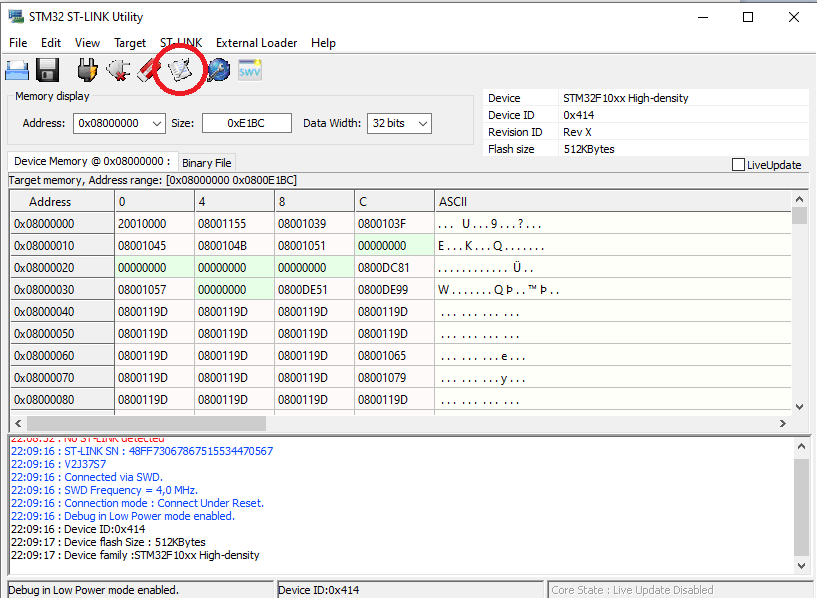 STM32 ST-LINK Utility
File Edit View Target ST-LINK External Loader Help
SWV
Memory display
Address: 0x08000000 Size: 0xE1BC Data Width: 32 bits
Device STM32F10xx High-density
Device ID 0x414
Revision ID Rev X
Flash size 512KBytes
LiveUpdate
Device Memory @ 0x08000000 : Binary File
Target memory, Address range: [0x08000000 0x0800E1BC]
Address 0 4 8 C ASCII
0x08000000 20010000 08001155 08001039 0800103F ... U...9...?...
0x08000010 08001045 0800104B 08001051 00000000 E...K...Q.......
0x08000020 00000000 00000000 00000000 0800DC81 ............ Ü..
0x08000030 08001057 00000000 0800DE51 0800DE99 W.......QÞ..™Þ..
0x08000040 0800119D 0800119D 0800119D 0800119D ... ... ... ...
0x08000050 0800119D 0800119D 0800119D 0800119D ... ... ... ...
0x08000060 0800119D 0800119D 0800119D 08001065 ... ... ...e...
0x08000070 0800119D 0800119D 0800119D 08001079 ... ... ...y...
0x08000080 0800119D 0800119D 0800119D 0800119D ... ... ... ...
22:08:52 : No ST-LINK detected
22:09:16 : ST-LINK SN : 48FF73067867515534470567
22:09:16 : V2J37S7
22:09:16 : Connected via SWD.
22:09:16 : SWD Frequency = 4,0 MHz.
22:09:16 : Connection mode : Connect Under Reset.
22:09:16 : Debug in Low Power mode enabled.
22:09:16 : Device ID:0x414
22:09:17 : Device flash Size : 512KBytes
22:09:17 : Device family :STM32F10xx High-density
Debug in Low Power mode enabled. Device ID:0x414 Core State : Live Update Disabled